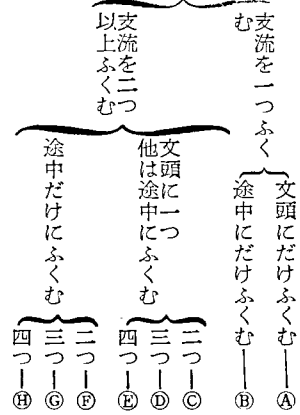 支流を一つふく
む
文頭にだけふくむ―Ⓐ
途中にだけふくむ―Ⓑ
支流を二つ
以上ふくむ
文頭に一つ
他は途中にふくむ
二つ―Ⓒ
三つ―Ⓓ
四つ―Ⓔ
途中だけにふくむ
二つ―Ⓕ
三つ―Ⓖ
四つ―Ⓗ